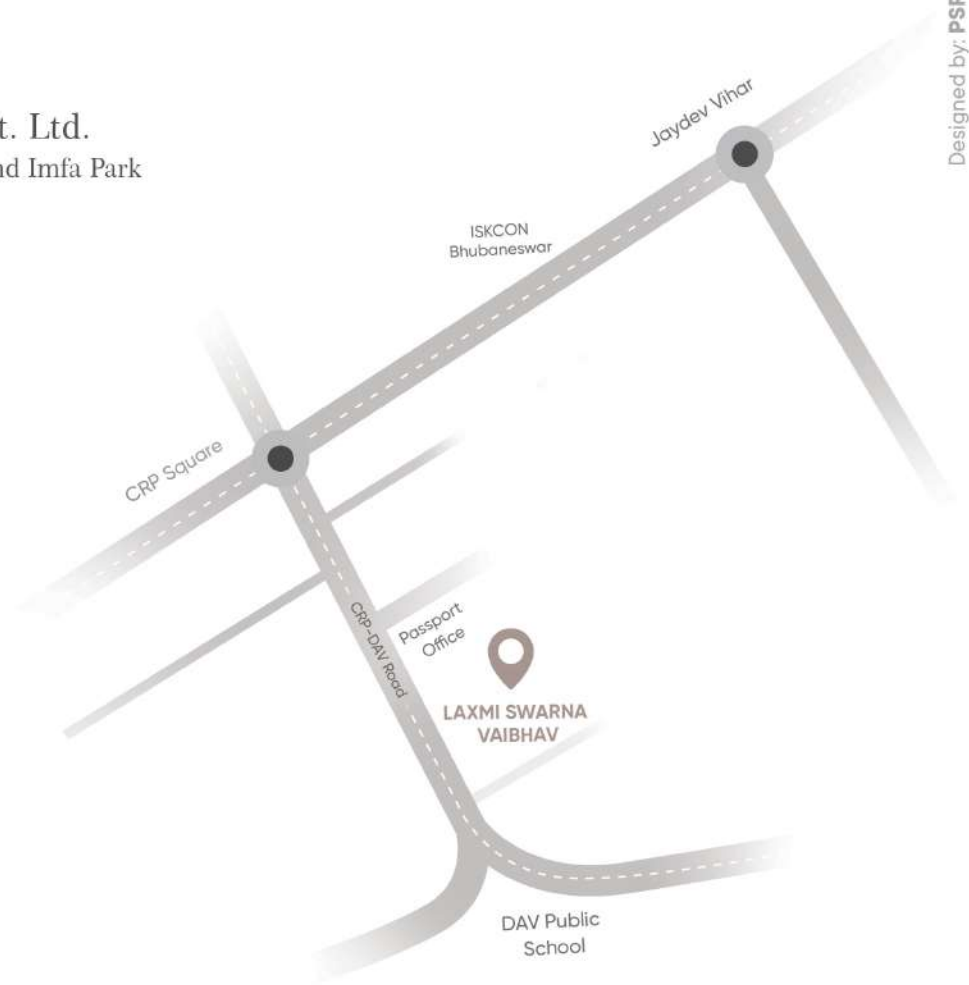 t. Ltd.
nd Imfa Park
Designed by: PSP
Jaydev Vihar
ISKCON
Bhubaneswar
CRP Square
CRP-DAV Road
Passport
Office
LAXMI SWARNA
VAIBHAV
DAV Public
School